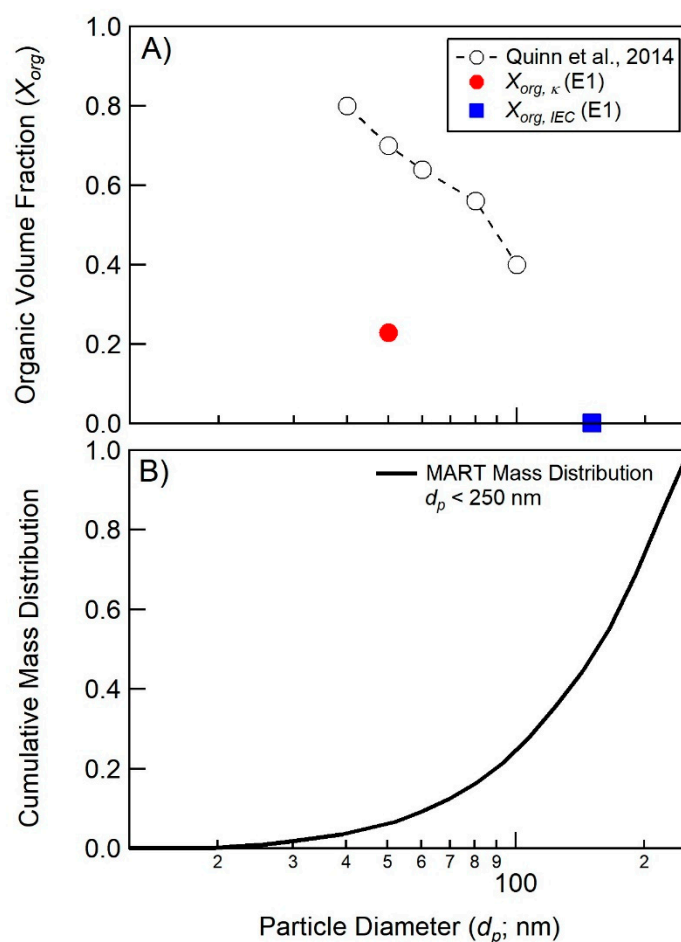 A)
Quinn et al., 2014
Xorg, κ (E1)
Xorg, IEC (E1)
1.0
0.8
0.6
0.4
0.2
0.0
Organic Volume Fraction (Xorg)
B)
MART Mass Distribution
dp < 250 nm
1.0
0.8
0.6
0.4
0.2
0.0
Cumulative Mass Distribution
2 3 4 5 6 7 8 9 100 2
Particle Diameter (dp; nm)